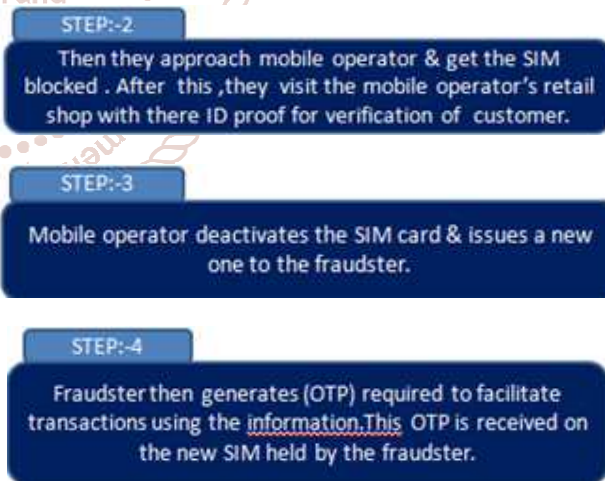 STEP:-2
Then they approach mobile operator & get the SIM
blocked . After this ,they visit the mobile operator's retail
shop with there ID proof for verification of customer.
STEP:-3
Mobile operator deactivates the SIM card & issues a new
one to the fraudster.
STEP:-4
Fraudster then generates (OTP) required to facilitate
transactions using the information.This OTP is received on
the new SIM held by the fraudster.